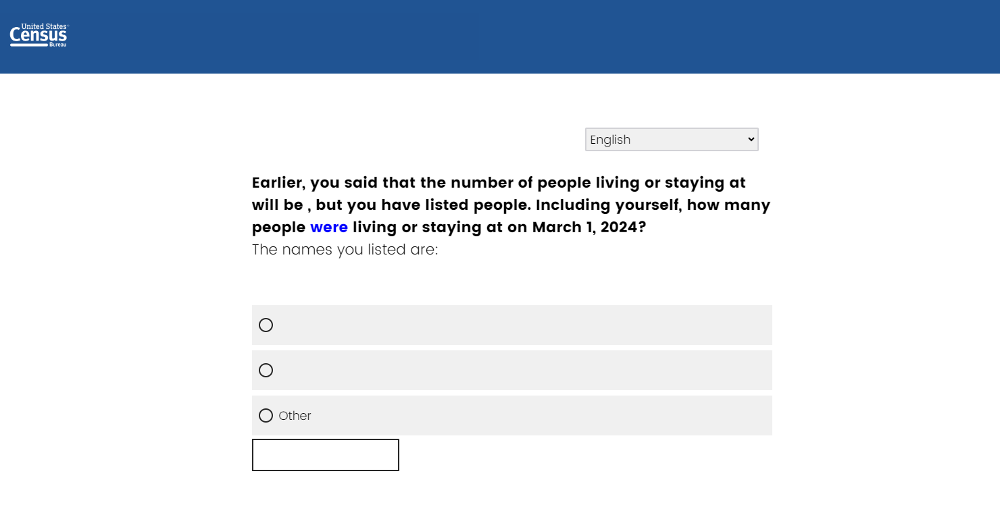 United States®
Census
Bureau
English
Earlier, you said that the number of people living or staying at
will be , but you have listed people. Including yourself, how many
people were living or staying at on March 1, 2024?
The names you listed are:
Other